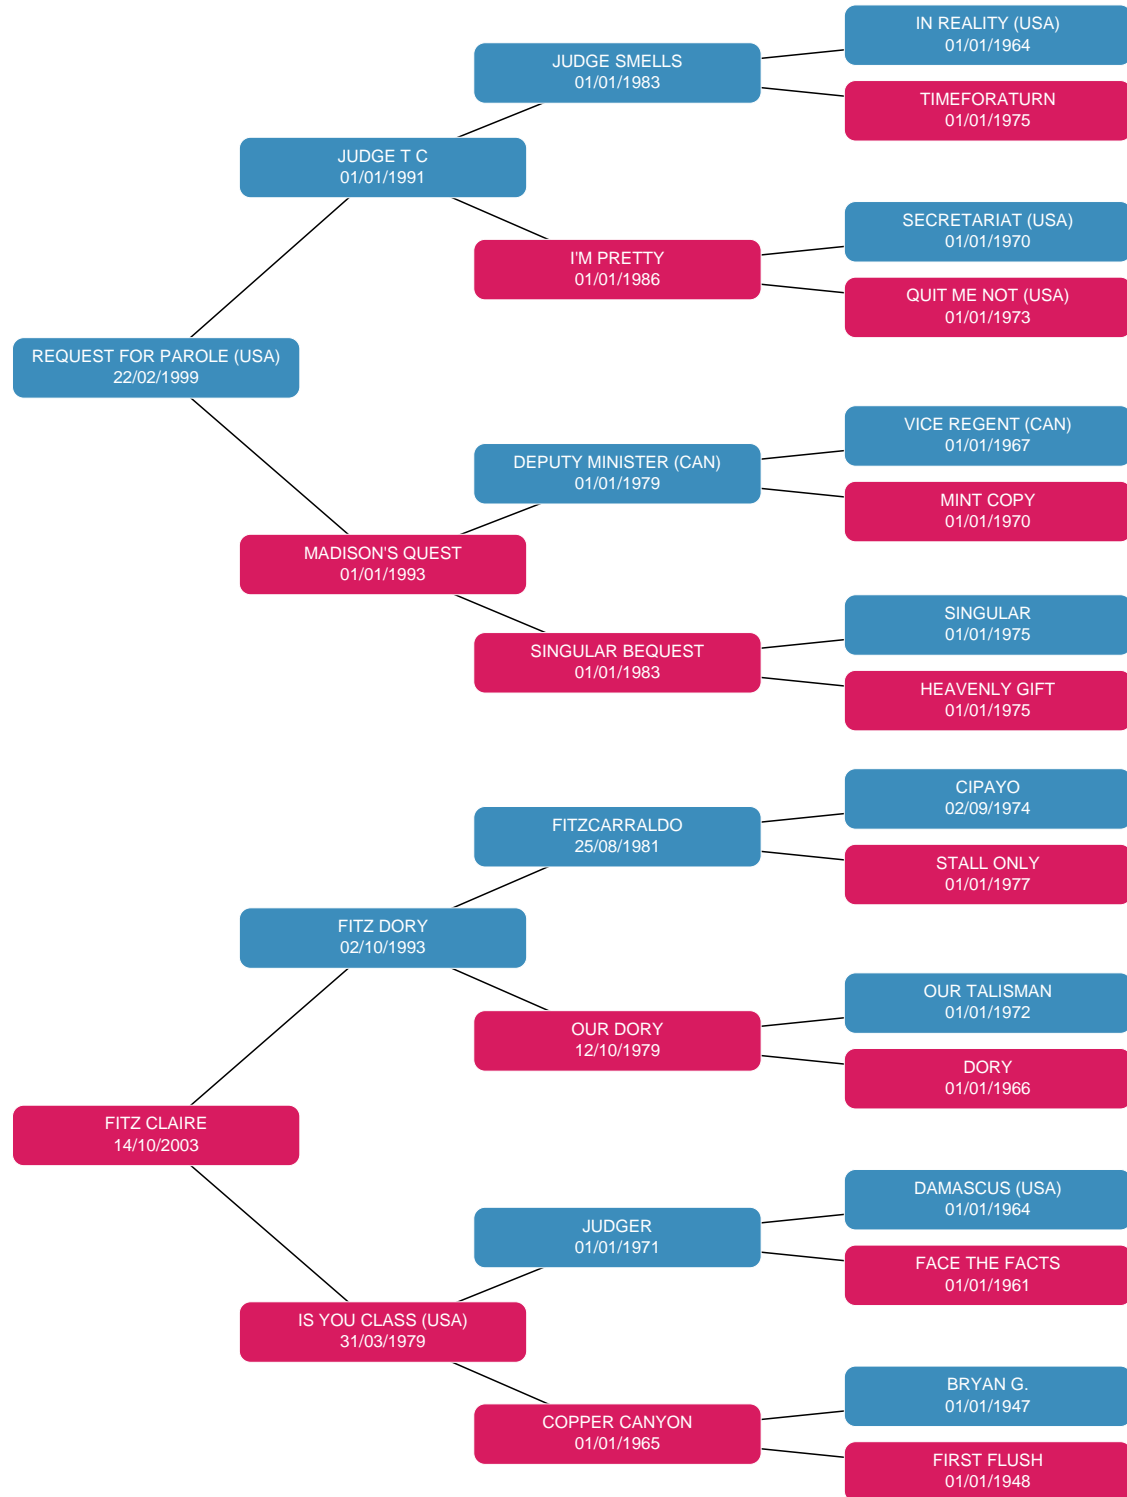 IN REALITY (USA)
01/01/1964
JUDGE SMELLS
01/01/1983
TIMEFORATURN
01/01/1975
JUDGE T C
01/01/1991
SECRETARIAT (USA)
01/01/1970
I'M PRETTY
01/01/1986
QUIT ME NOT (USA)
01/01/1973
REQUEST FOR PAROLE (USA)
22/02/1999
VICE REGENT (CAN)
01/01/1967
DEPUTY MINISTER (CAN)
01/01/1979
MINT COPY
01/01/1970
MADISON'S QUEST
01/01/1993
SINGULAR
01/01/1975
SINGULAR BEQUEST
01/01/1983
HEAVENLY GIFT
01/01/1975
CIPAYO
02/09/1974
FITZCARRALDO
25/08/1981
STALL ONLY
01/01/1977
FITZ DORY
02/10/1993
OUR TALISMAN
01/01/1972
OUR DORY
12/10/1979
DORY
01/01/1966
FITZ CLAIRE
14/10/2003
DAMASCUS (USA)
01/01/1964
JUDGER
01/01/1971
FACE THE FACTS
01/01/1961
IS YOU CLASS (USA)
31/03/1979
BRYAN G.
01/01/1947
COPPER CANYON
01/01/1965
FIRST FLUSH
01/01/1948